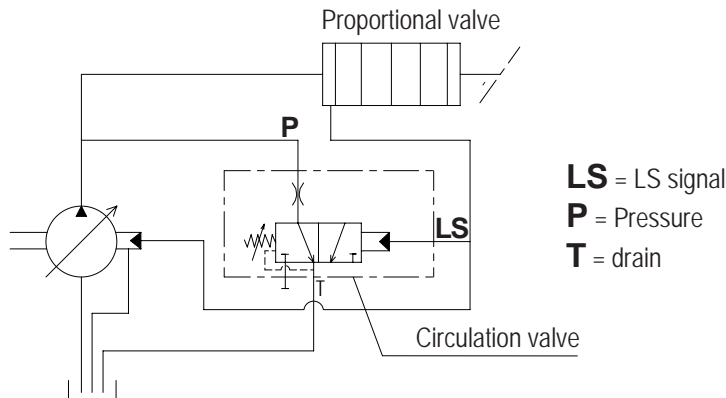 Proportional valve
P
LS = LS signal
P = Pressure
T = drain
LS
T
Circulation valve